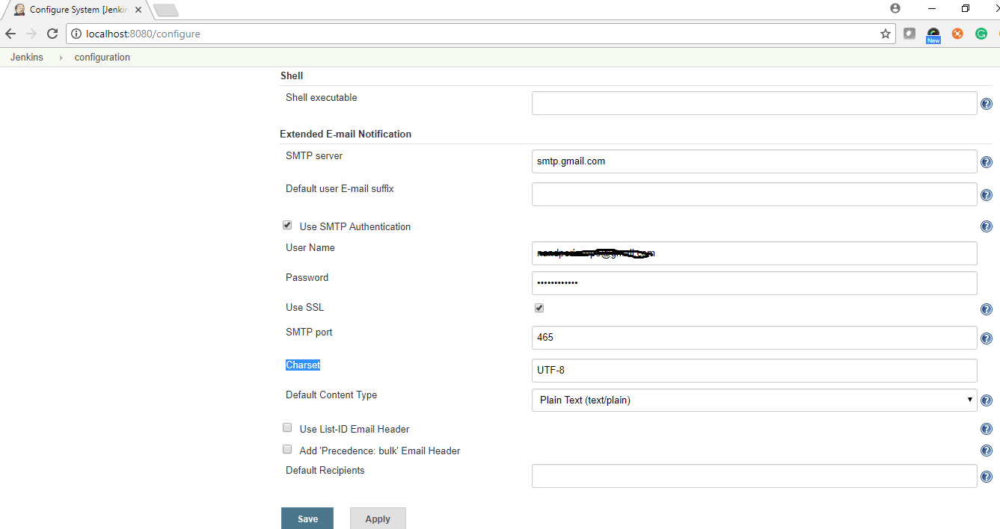 Configure System [Jenki
localhost:8080/configure
New
Jenkins configuration
Shell
Shell executable
Extended E-mail Notification
SMTP server smtp.gmail.com
Default user E-mail suffix
Use SMTP Authentication
User Name
Password ••••••••••••
Use SSL
SMTP port 465
Charset UTF-8
Default Content Type Plain Text (text/plain)
Use List-ID Email Header
Add 'Precedence: bulk' Email Header
Default Recipients
Save Apply